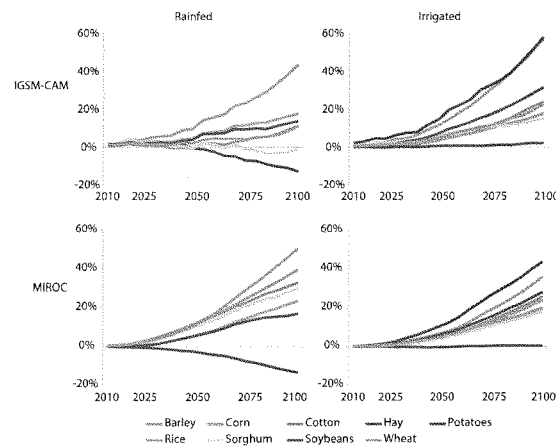 Rainfed Irrigated
60% 60%
40% 40%
IGSM-CAM
20% 20%
0% 0%
-20% -20%
2010 2025 2050 2075 2100 2010 2025 2050 2075 2100
60% 60%
40% 40%
MIROC
20% 20%
0% 0%
-20% -20%
2010 2025 2050 2075 2100 2010 2025 2050 2075 2100
Barley Corn Cotton Hay Potatoes
Rice Sorghum Soybeans Wheat